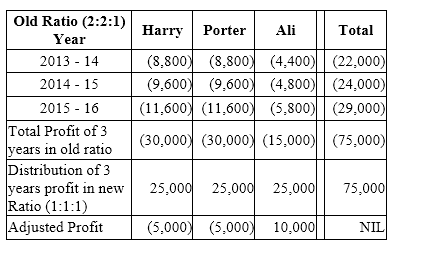 Old Ratio (2:2:1) Year Harry Porter Ali Total
2013 - 14 (8,800) (8,800) (4,400) (22,000)
2014 - 15 (9,600) (9,600) (4,800) (24,000)
2015 - 16 (11,600) (11,600) (5,800) (29,000)
Total Profit of 3 years in old ratio (30,000) (30,000) (15,000) (75,000)
Distribution of 3 years profit in new Ratio (1:1:1) 25,000 25,000 25,000 75,000
Adjusted Profit (5,000) (5,000) 10,000 NIL